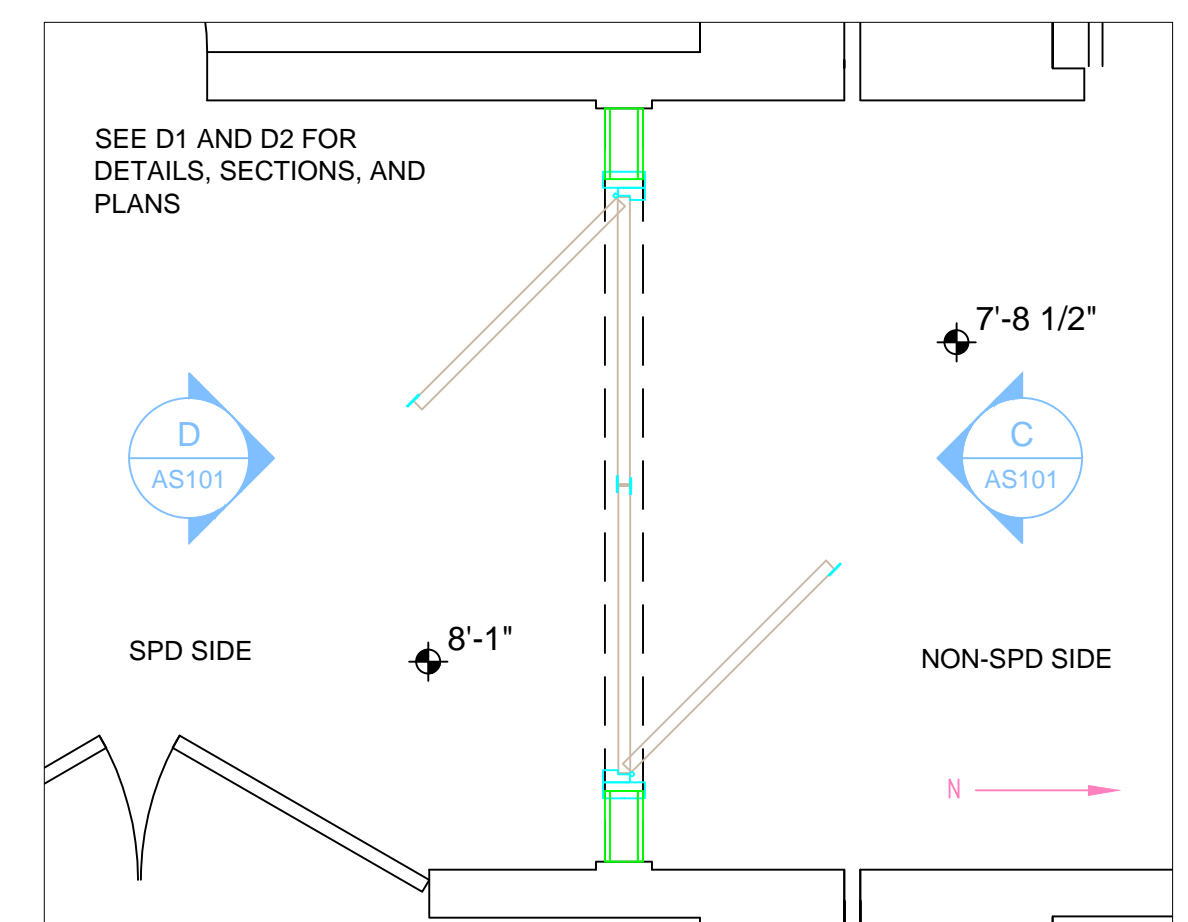 SEE D1 AND D2 FOR
DETAILS, SECTIONS, AND
PLANS
7'-8 1/2"
D
AS101
C
AS101
8'-1"
SPD SIDE
NON-SPD SIDE
N